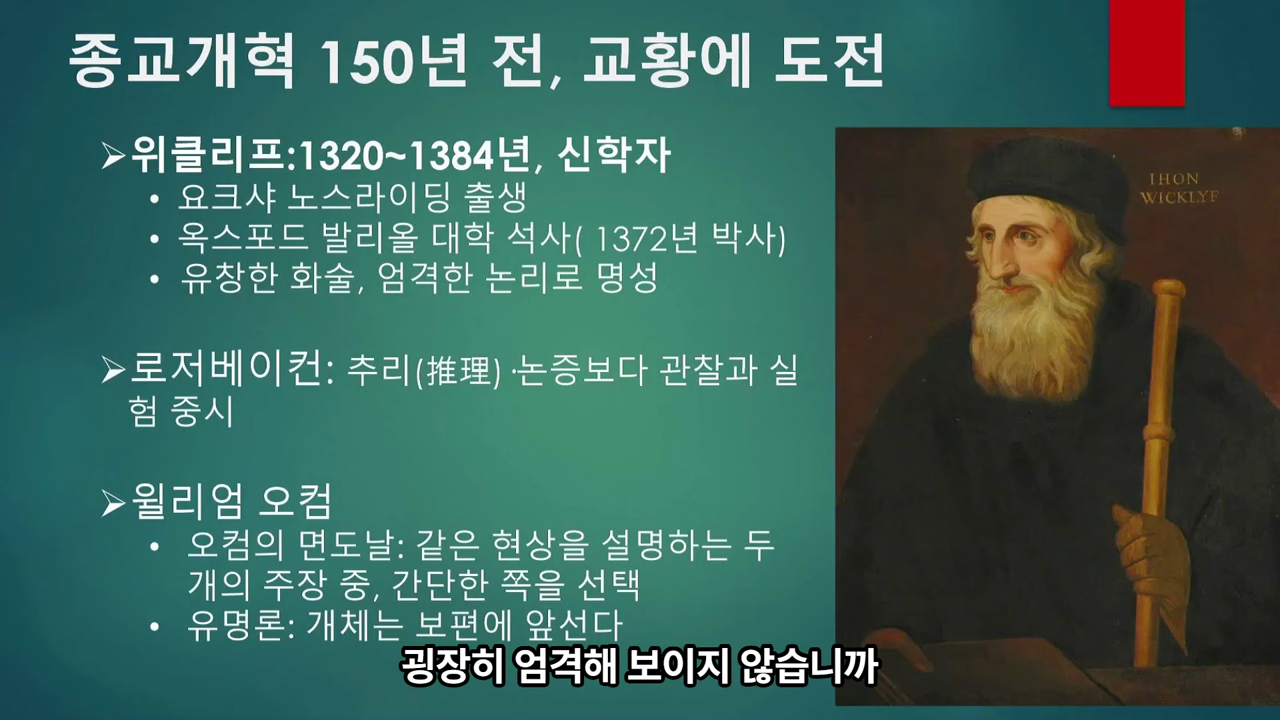 종교개혁 150년 전, 교황에 도전
➢위클리프:1320~1384년, 신학자
• 요크샤 노스라이딩 출생
• 옥스포드 발리올 대학 석사( 1372년 박사)
• 유창한 화술, 엄격한 논리로 명성
➢로저베이컨: 추리(推理)·논증보다 관찰과 실
험 중시
➢윌리엄 오컴
• 오컴의 면도날: 같은 현상을 설명하는 두
개의 주장 중, 간단한 쪽을 선택
• 유명론: 개체는 보편에 앞선다
IHON
WICKLYF
굉장히 엄격해 보이지 않습니까